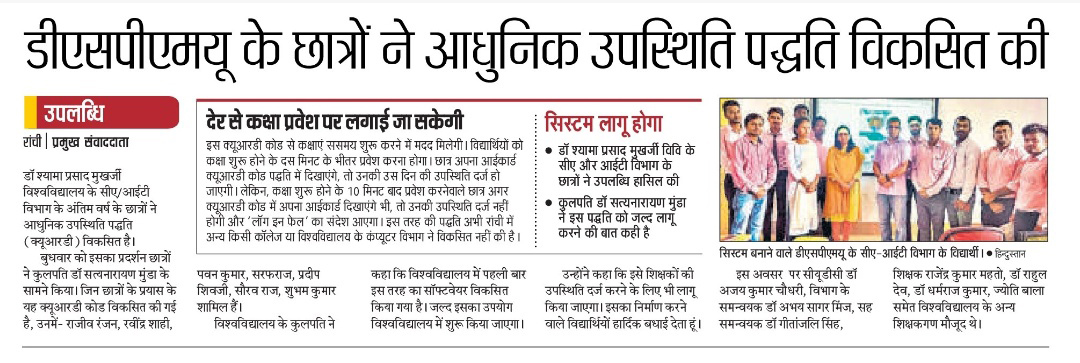 डीएसपीएमयू के छात्रों ने आधुनिक उपस्थिति पद्धति विकसित की
उपलब्धि
रांची | प्रमुख संवाददाता
डॉ श्यामा प्रसाद मुखर्जी
विश्वविद्यालय के सीए/आईटी
विभाग के अंतिम वर्ष के छात्रों ने
आधुनिक उपस्थिति पद्धति
(क्यूआरडी) विकसित है।
बुधवार को इसका प्रदर्शन छात्रों
ने कुलपति डॉ सत्यनारायण मुंडा के
सामने किया। जिन छात्रों के प्रयास के
यह क्यूआरडी कोड विकसित की गई
है, उनमें- राजीव रंजन, रवींद्र शाही,
देर से कक्षा प्रवेश पर लगाई जा सकेगी
इस क्यूआरडी कोड से कक्षाएं ससमय शुरू करने में मदद मिलेगी। विद्यार्थियों को
कक्षा शुरू होने के दस मिनट के भीतर प्रवेश करना होगा। छात्र अपना आईकार्ड
क्यूआरडी कोड पद्धति में दिखाएंगे, तो उनकी उस दिन की उपस्थिति दर्ज हो
जाएगी। लेकिन, कक्षा शुरू होने के 10 मिनट बाद प्रवेश करनेवाले छात्र अगर
क्यूआरडी कोड में अपना आईकार्ड दिखाएंगे भी, तो उनकी उपस्थिति दर्ज नहीं
होगी और 'लॉग इन फेल' का संदेश आएगा। इस तरह की पद्धति अभी रांची में
अन्य किसी कॉलेज या विश्वविद्यालय के कंप्यूटर विभाग ने विकसित नहीं की है।
सिस्टम लागू होगा
• डॉ श्यामा प्रसाद मुखर्जी विवि के
सीए और आईटी विभाग के
छात्रों ने उपलब्धि हासिल की
• कुलपति डॉ सत्यनारायण मुंडा
ने इस पद्धति को जल्द लागू
करने की बात कही है
सिस्टम बनाने वाले डीएसपीएमयू के सीए-आईटी विभाग के विद्यार्थी। • हिन्दुस्तान
पवन कुमार, सरफराज, प्रदीप
शिवजी, सौरव राज, शुभम कुमार
शामिल हैं।
विश्वविद्यालय के कुलपति ने
कहा कि विश्वविद्यालय में पहली बार
इस तरह का सॉफ्टवेयर विकसित
किया गया है। जल्द इसका उपयोग
विश्वविद्यालय में शुरू किया जाएगा।
उन्होंने कहा कि इसे शिक्षकों की
उपस्थिति दर्ज करने के लिए भी लागू
किया जाएगा। इसका निर्माण करने
वाले विद्यार्थियों हार्दिक बधाई देता हूं।
इस अवसर पर सीयूडीसी डॉ
अजय कुमार चौधरी, विभाग के
समन्वयक डॉ अभय सागर मिंज, सह
समन्वयक डॉ गीतांजलि सिंह,
शिक्षक राजेंद्र कुमार महतो, डॉ राहुल
देव, डॉ धर्मराज कुमार, ज्योति बाला
समेत विश्वविद्यालय के अन्य
शिक्षकगण मौजूद थे।